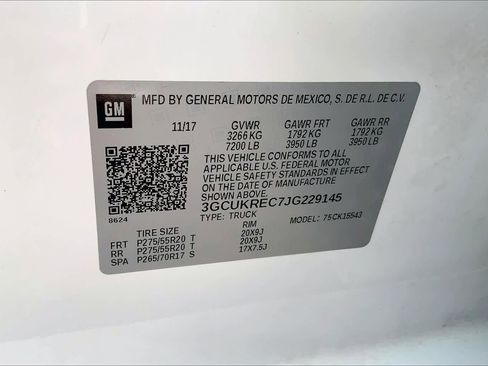 GM
MFD BY GENERAL MOTORS DE MEXICO, S. DE R.L. DE C.V.
11/17 GVWR GAWR FRT GAWR RR
3266 KG 1792 KG 1792 KG
7200 LB 3950 LB 3950 LB
THIS VEHICLE CONFORMS TO ALL
APPLICABLE U.S. FEDERAL MOTOR
VEHICLE SAFETY STANDARDS IN EFFECT
ON THE DATE OF MANUFACTURE SHOWN ABOVE.
3GCUKREC7JG229145
8624
TYPE: TRUCK MODEL: 75CK15543
TIRE SIZE RIM
FRT P275/55R20 T 20X9J
RR P275/55R20 T 20X9J
SPA P265/70R17 S 17X7.5J